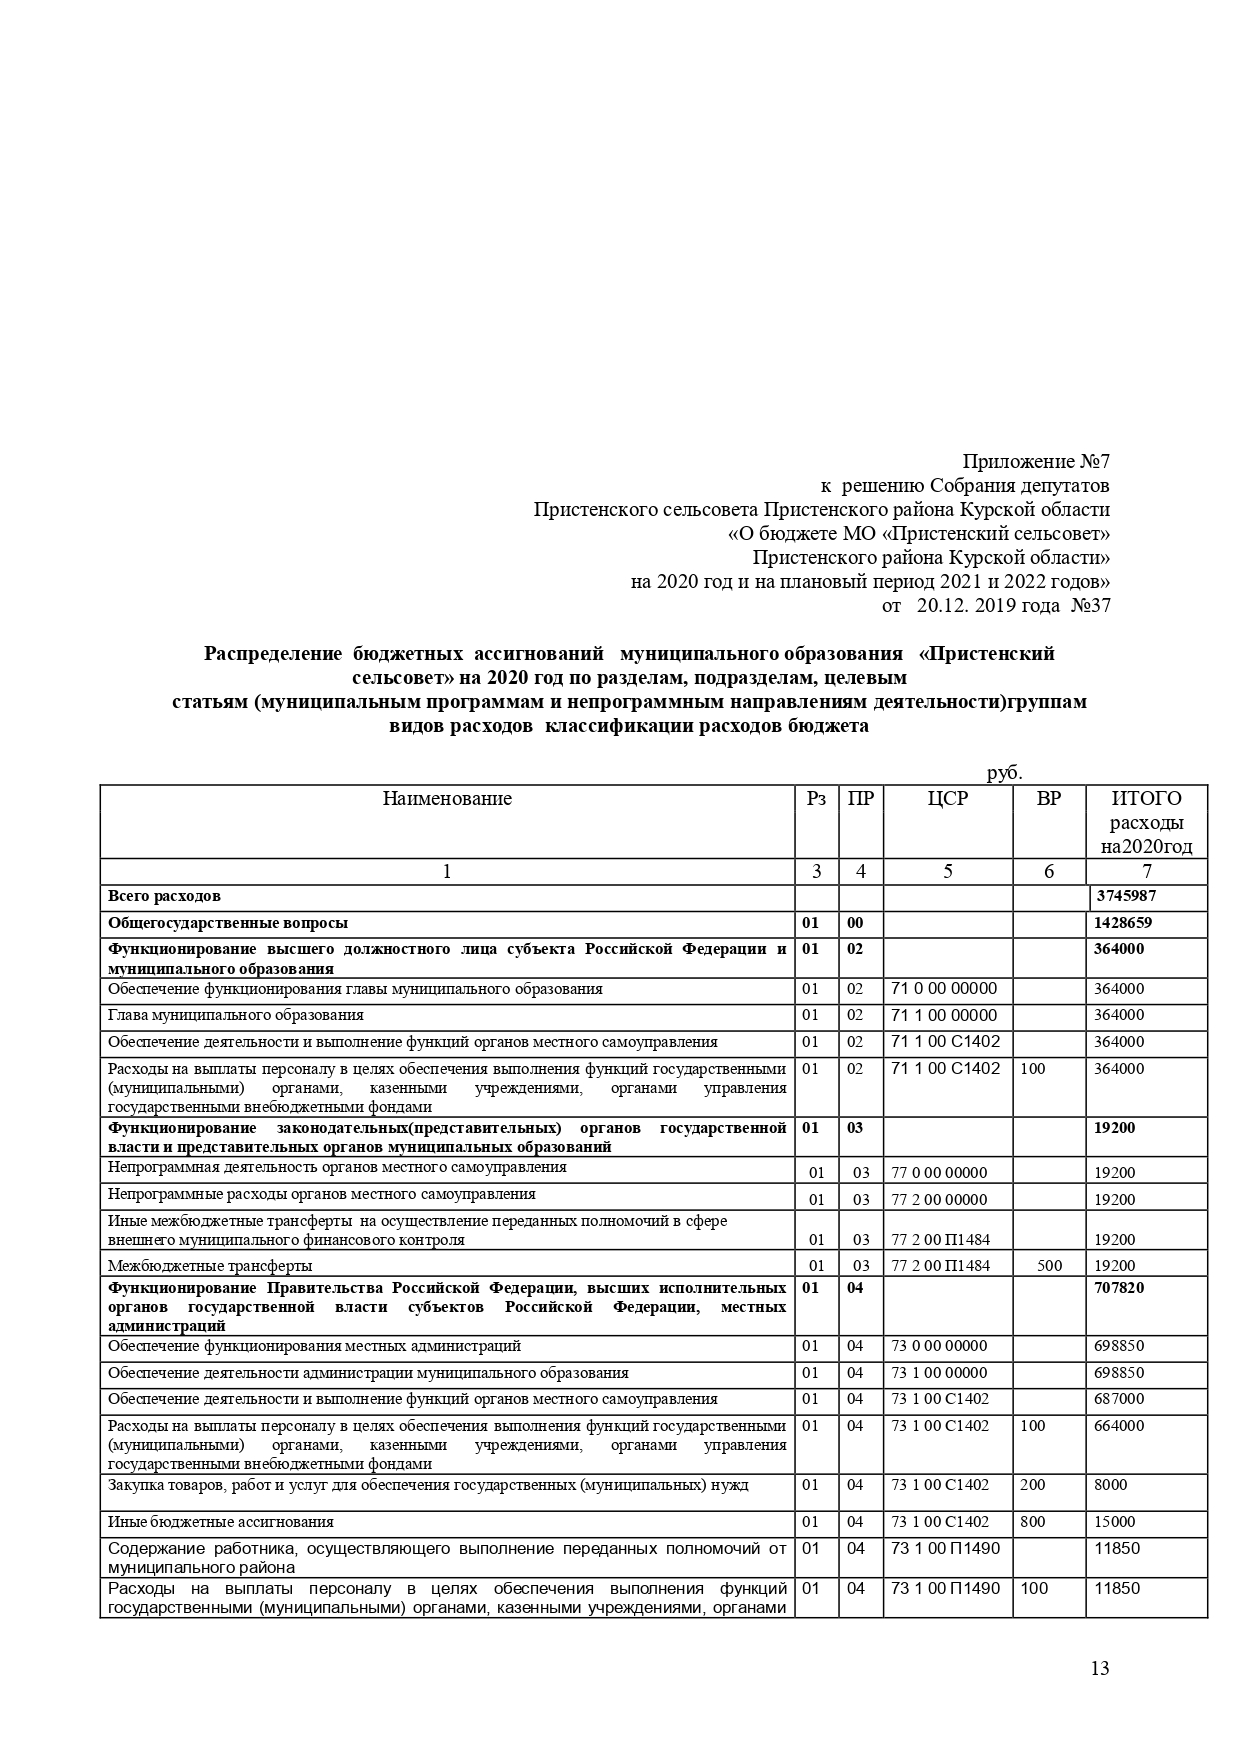 Приложение №7
к решению Собрания депутатов
Пристенского сельсовета Пристенского района Курской области
«О бюджете МО «Пристенский сельсовет»
Пристенского района Курской области»
на 2020 год и на плановый период 2021 и 2022 годов»
от 20.12. 2019 года №37
Распределение бюджетных ассигнований муниципального образования «Пристенский
сельсовет» на 2020 год по разделам, подразделам, целевым
статьям (муниципальным программам и непрограммным направлениям деятельности)группам
видов расходов классификации расходов бюджета
руб.
Наименование Рз ПР ЦСР ВР ИТОГО
расходы
на2020год
1 3 4 5 6 7
Всего расходов 3745987
Общегосударственные вопросы 01 00 1428659
Функционирование высшего должностного лица субъекта Российской Федерации и 01 02 364000
муниципального образования
Обеспечение функционирования главы муниципального образования 01 02 71 0 00 00000 364000
Глава муниципального образования 01 02 71 1 00 00000 364000
Обеспечение деятельности и выполнение функций органов местного самоуправления 01 02 71 1 00 С1402 364000
Расходы на выплаты персоналу в целях обеспечения выполнения функций государственными 01 02 71 1 00 С1402 100 364000
(муниципальными) органами, казенными учреждениями, органами управления
государственными внебюджетными фондами
Функционирование законодательных(представительных) органов государственной 01 03 19200
власти и представительных органов муниципальных образований
Непрограммная деятельность органов местного самоуправления 01 03 77 0 00 00000 19200
Непрограммные расходы органов местного самоуправления 01 03 77 2 00 00000 19200
Иные межбюджетные трансферты на осуществление переданных полномочий в сфере
внешнего муниципального финансового контроля 01 03 77 2 00 П1484 19200
Межбюджетные трансферты 01 03 77 2 00 П1484 500 19200
Функционирование Правительства Российской Федерации, высших исполнительных 01 04 707820
органов государственной власти субъектов Российской Федерации, местных
администраций
Обеспечение функционирования местных администраций 01 04 73 0 00 00000 698850
Обеспечение деятельности администрации муниципального образования 01 04 73 1 00 00000 698850
Обеспечение деятельности и выполнение функций органов местного самоуправления 01 04 73 1 00 С1402 687000
Расходы на выплаты персоналу в целях обеспечения выполнения функций государственными 01 04 73 1 00 С1402 100 664000
(муниципальными) органами, казенными учреждениями, органами управления
государственными внебюджетными фондами
Закупка товаров, работ и услуг для обеспечения государственных (муниципальных) нужд 01 04 73 1 00 С1402 200 8000
Иные бюджетные ассигнования 01 04 73 1 00 С1402 800 15000
Содержание работника, осуществляющего выполнение переданных полномочий от 01 04 73 1 00 П1490 11850
муниципального района
Расходы на выплаты персоналу в целях обеспечения выполнения функций 01 04 73 1 00 П1490 100 11850
государственными (муниципальными) органами, казенными учреждениями, органами
13